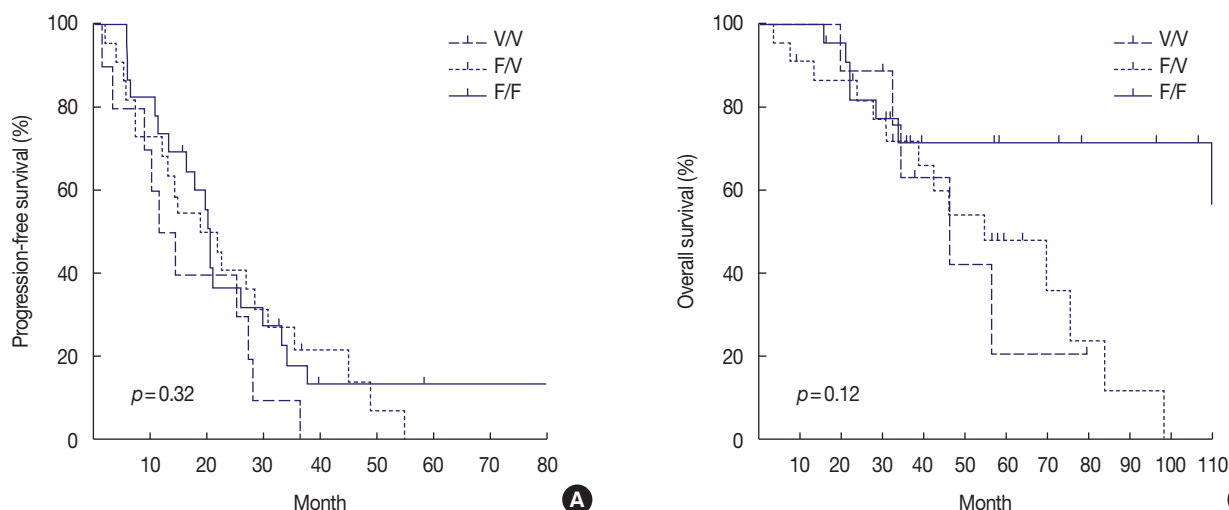 Progression-free survival (%)
100
80
60
40
20
0
V/V
F/V
F/F
p=0.32
10 20 30 40 50 60 70 80
Month
A
Overall survival (%)
100
80
60
40
20
0
V/V
F/V
F/F
p=0.12
10 20 30 40 50 60 70 80 90 100 110
Month